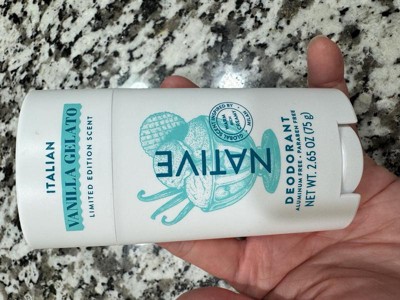 ITALIAN
VANILLA GELATO
LIMITED EDITION SCENT
NATIVE
DEODORANT
ALUMINUM FREE • PARABEN FREE
NET WT. 2.65 OZ (75 g)